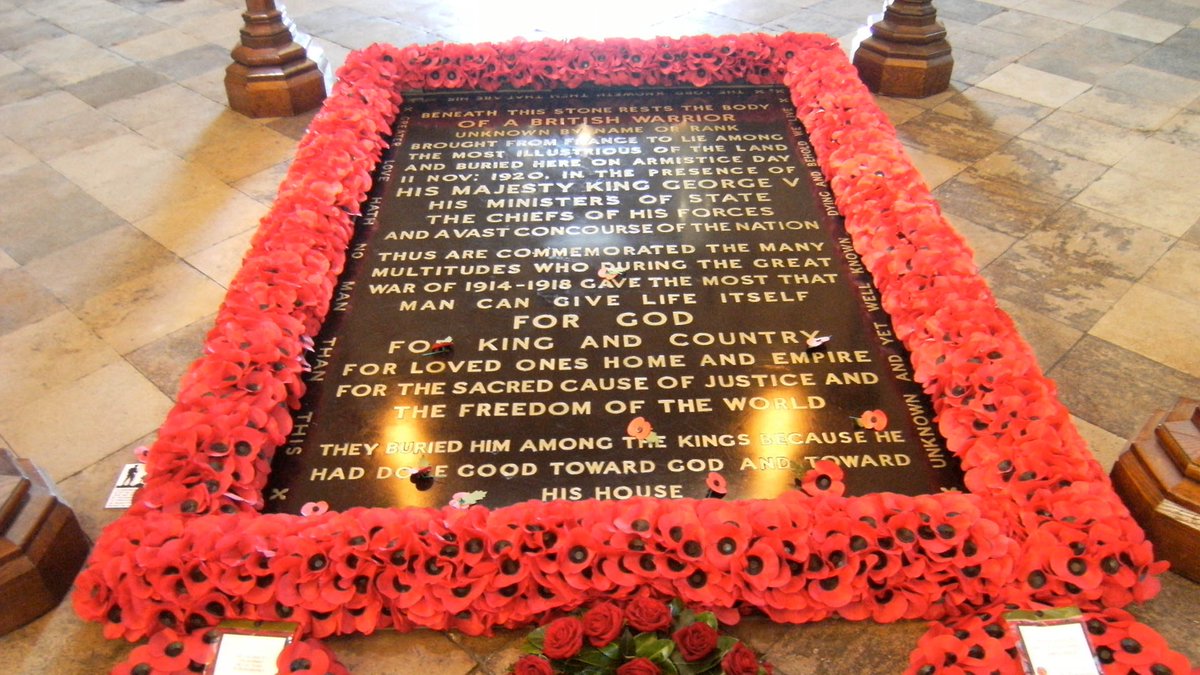 BENEATH THIS STONE RESTS THE BODY
OF A BRITISH WARRIOR
UNKNOWN BY NAME OR RANK
BROUGHT FROM FRANCE TO LIE AMONG
THE MOST ILLUSTRIOUS OF THE LAND
AND BURIED HERE ON ARMISTICE DAY
11 NOV: 1920, IN THE PRESENCE OF
HIS MAJESTY KING GEORGE V
HIS MINISTERS OF STATE
THE CHIEFS OF HIS FORCES
AND A VAST CONCOURSE OF THE NATION
THUS ARE COMMEMORATED THE MANY
MULTITUDES WHO DURING THE GREAT
WAR OF 1914-1918 GAVE THE MOST THAT
MAN CAN GIVE LIFE ITSELF
FOR GOD
FOR KING AND COUNTRY
FOR LOVED ONES HOME AND EMPIRE
FOR THE SACRED CAUSE OF JUSTICE AND
THE FREEDOM OF THE WORLD
THEY BURIED HIM AMONG THE KINGS BECAUSE HE
HAD DONE GOOD TOWARD GOD AND TOWARD
HIS HOUSE
GREATER LOVE HATH NO MAN THAN THIS
UNKNOWN AND YET WELL KNOWN
DYING AND BEHOLD WE LIVE
THAT ARE HIS